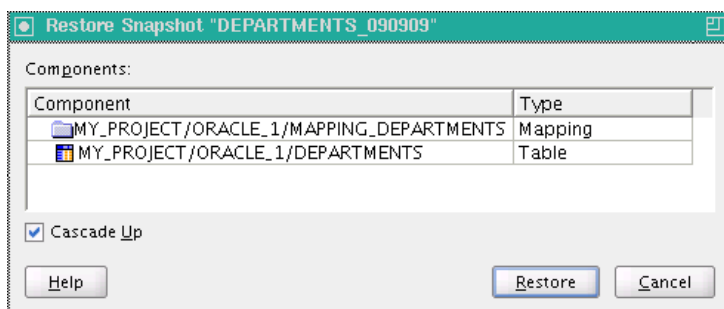 Restore Snapshot "DEPARTMENTS_090909"
Components:
Component Type
MY_PROJECT/ORACLE_1/MAPPING_DEPARTMENTS Mapping
MY_PROJECT/ORACLE_1/DEPARTMENTS Table
Cascade Up
Help Restore Cancel